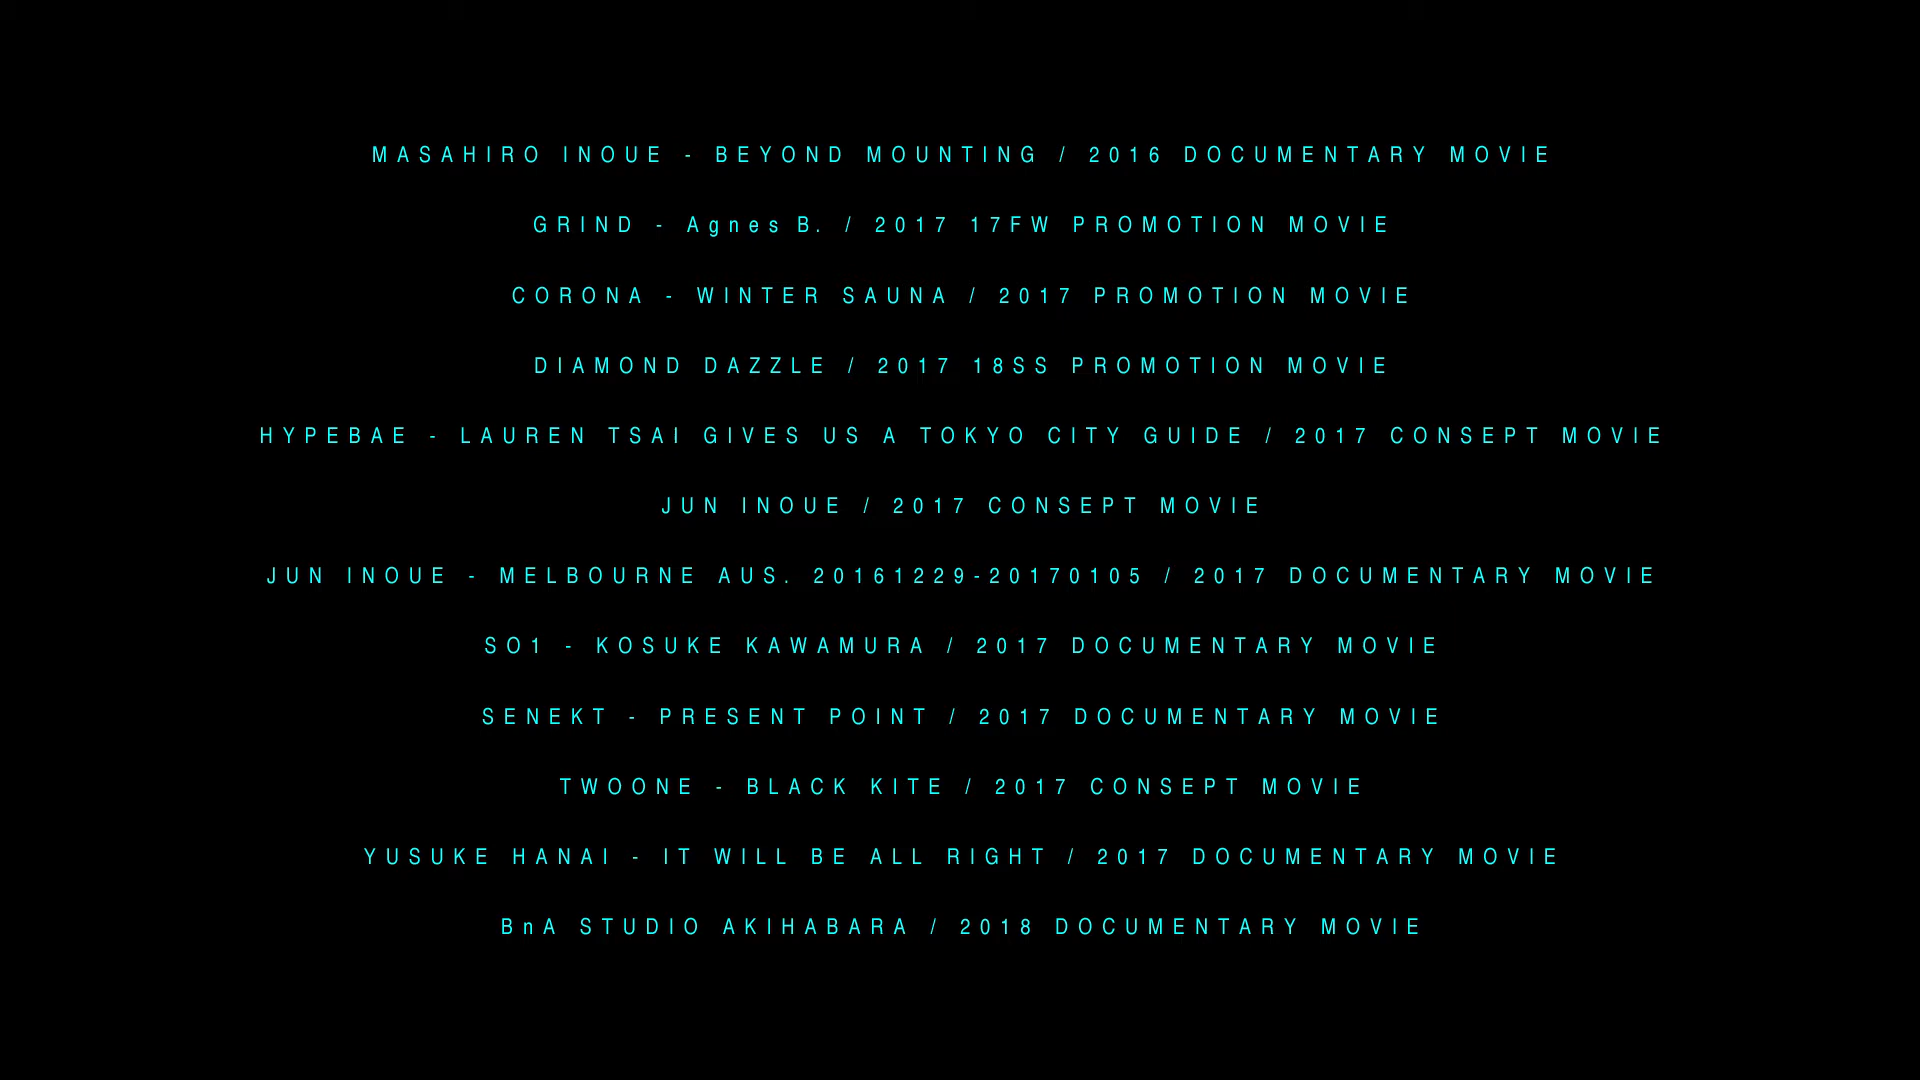 MASAHIRO INOUE - BEYOND MOUNTING / 2016 DOCUMENTARY MOVIE
GRIND - Agnes B. / 2017 17FW PROMOTION MOVIE
CORONA - WINTER SAUNA / 2017 PROMOTION MOVIE
DIAMOND DAZZLE / 2017 18SS PROMOTION MOVIE
HYPEBAE - LAUREN TSAI GIVES US A TOKYO CITY GUIDE / 2017 CONSEPT MOVIE
JUN INOUE / 2017 CONSEPT MOVIE
JUN INOUE - MELBOURNE AUS. 20161229-20170105 / 2017 DOCUMENTARY MOVIE
SO1 - KOSUKE KAWAMURA / 2017 DOCUMENTARY MOVIE
SENEKT - PRESENT POINT / 2017 DOCUMENTARY MOVIE
TWOONE - BLACK KITE / 2017 CONSEPT MOVIE
YUSUKE HANAI - IT WILL BE ALL RIGHT / 2017 DOCUMENTARY MOVIE
BnA STUDIO AKIHABARA / 2018 DOCUMENTARY MOVIE